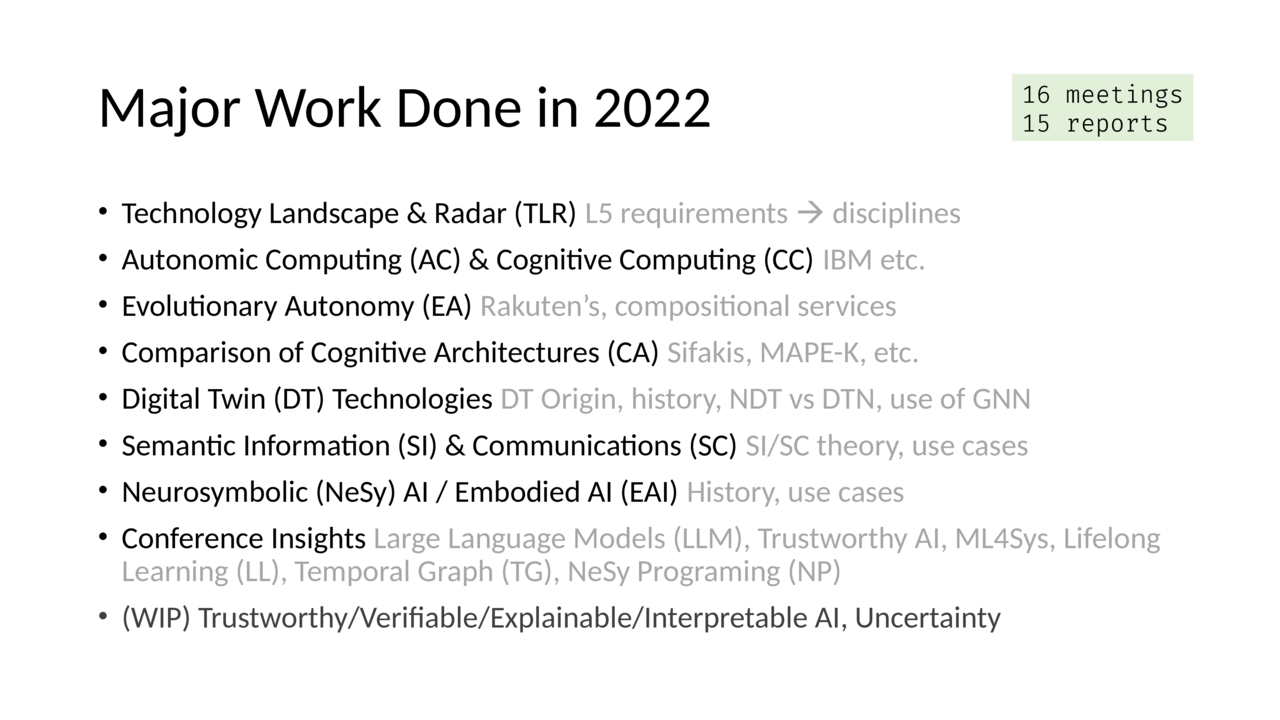 Major Work Done in 2022
16 meetings
15 reports
• Technology Landscape & Radar (TLR) L5 requirements → disciplines
• Autonomic Computing (AC) & Cognitive Computing (CC) IBM etc.
• Evolutionary Autonomy (EA) Rakuten’s, compositional services
• Comparison of Cognitive Architectures (CA) Sifakis, MAPE-K, etc.
• Digital Twin (DT) Technologies DT Origin, history, NDT vs DTN, use of GNN
• Semantic Information (SI) & Communications (SC) SI/SC theory, use cases
• Neurosymbolic (NeSy) AI / Embodied AI (EAI) History, use cases
• Conference Insights Large Language Models (LLM), Trustworthy AI, ML4Sys, Lifelong
Learning (LL), Temporal Graph (TG), NeSy Programing (NP)
• (WIP) Trustworthy/Verifiable/Explainable/Interpretable AI, Uncertainty